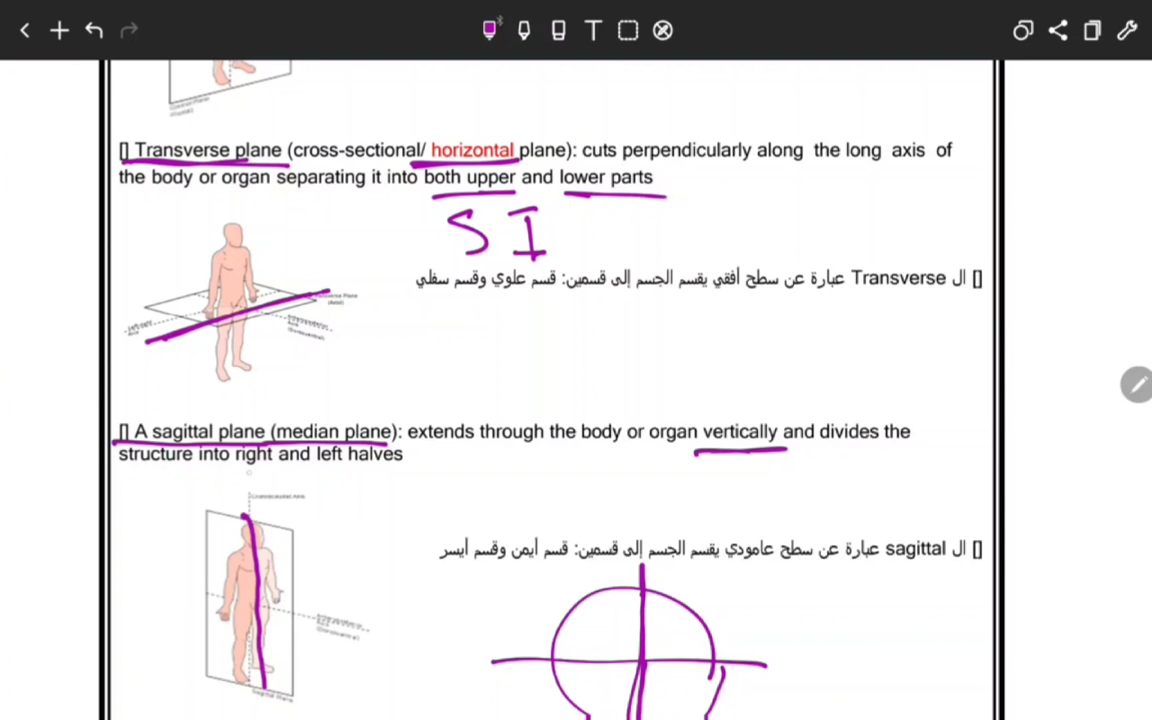 [] Transverse plane (cross-sectional/ horizontal plane): cuts perpendicularly along the long axis of
the body or organ separating it into both upper and lower parts
S I
[] ال Transverse عبارة عن سطح أفقي يقسم الجسم إلى قسمين: قسم علوي وقسم سفلي
[] A sagittal plane (median plane): extends through the body or organ vertically and divides the
structure into right and left halves
[] ال sagittal عبارة عن سطح عامودي يقسم الجسم إلى قسمين: قسم أيمن وقسم أيسر
Sagittal Plane